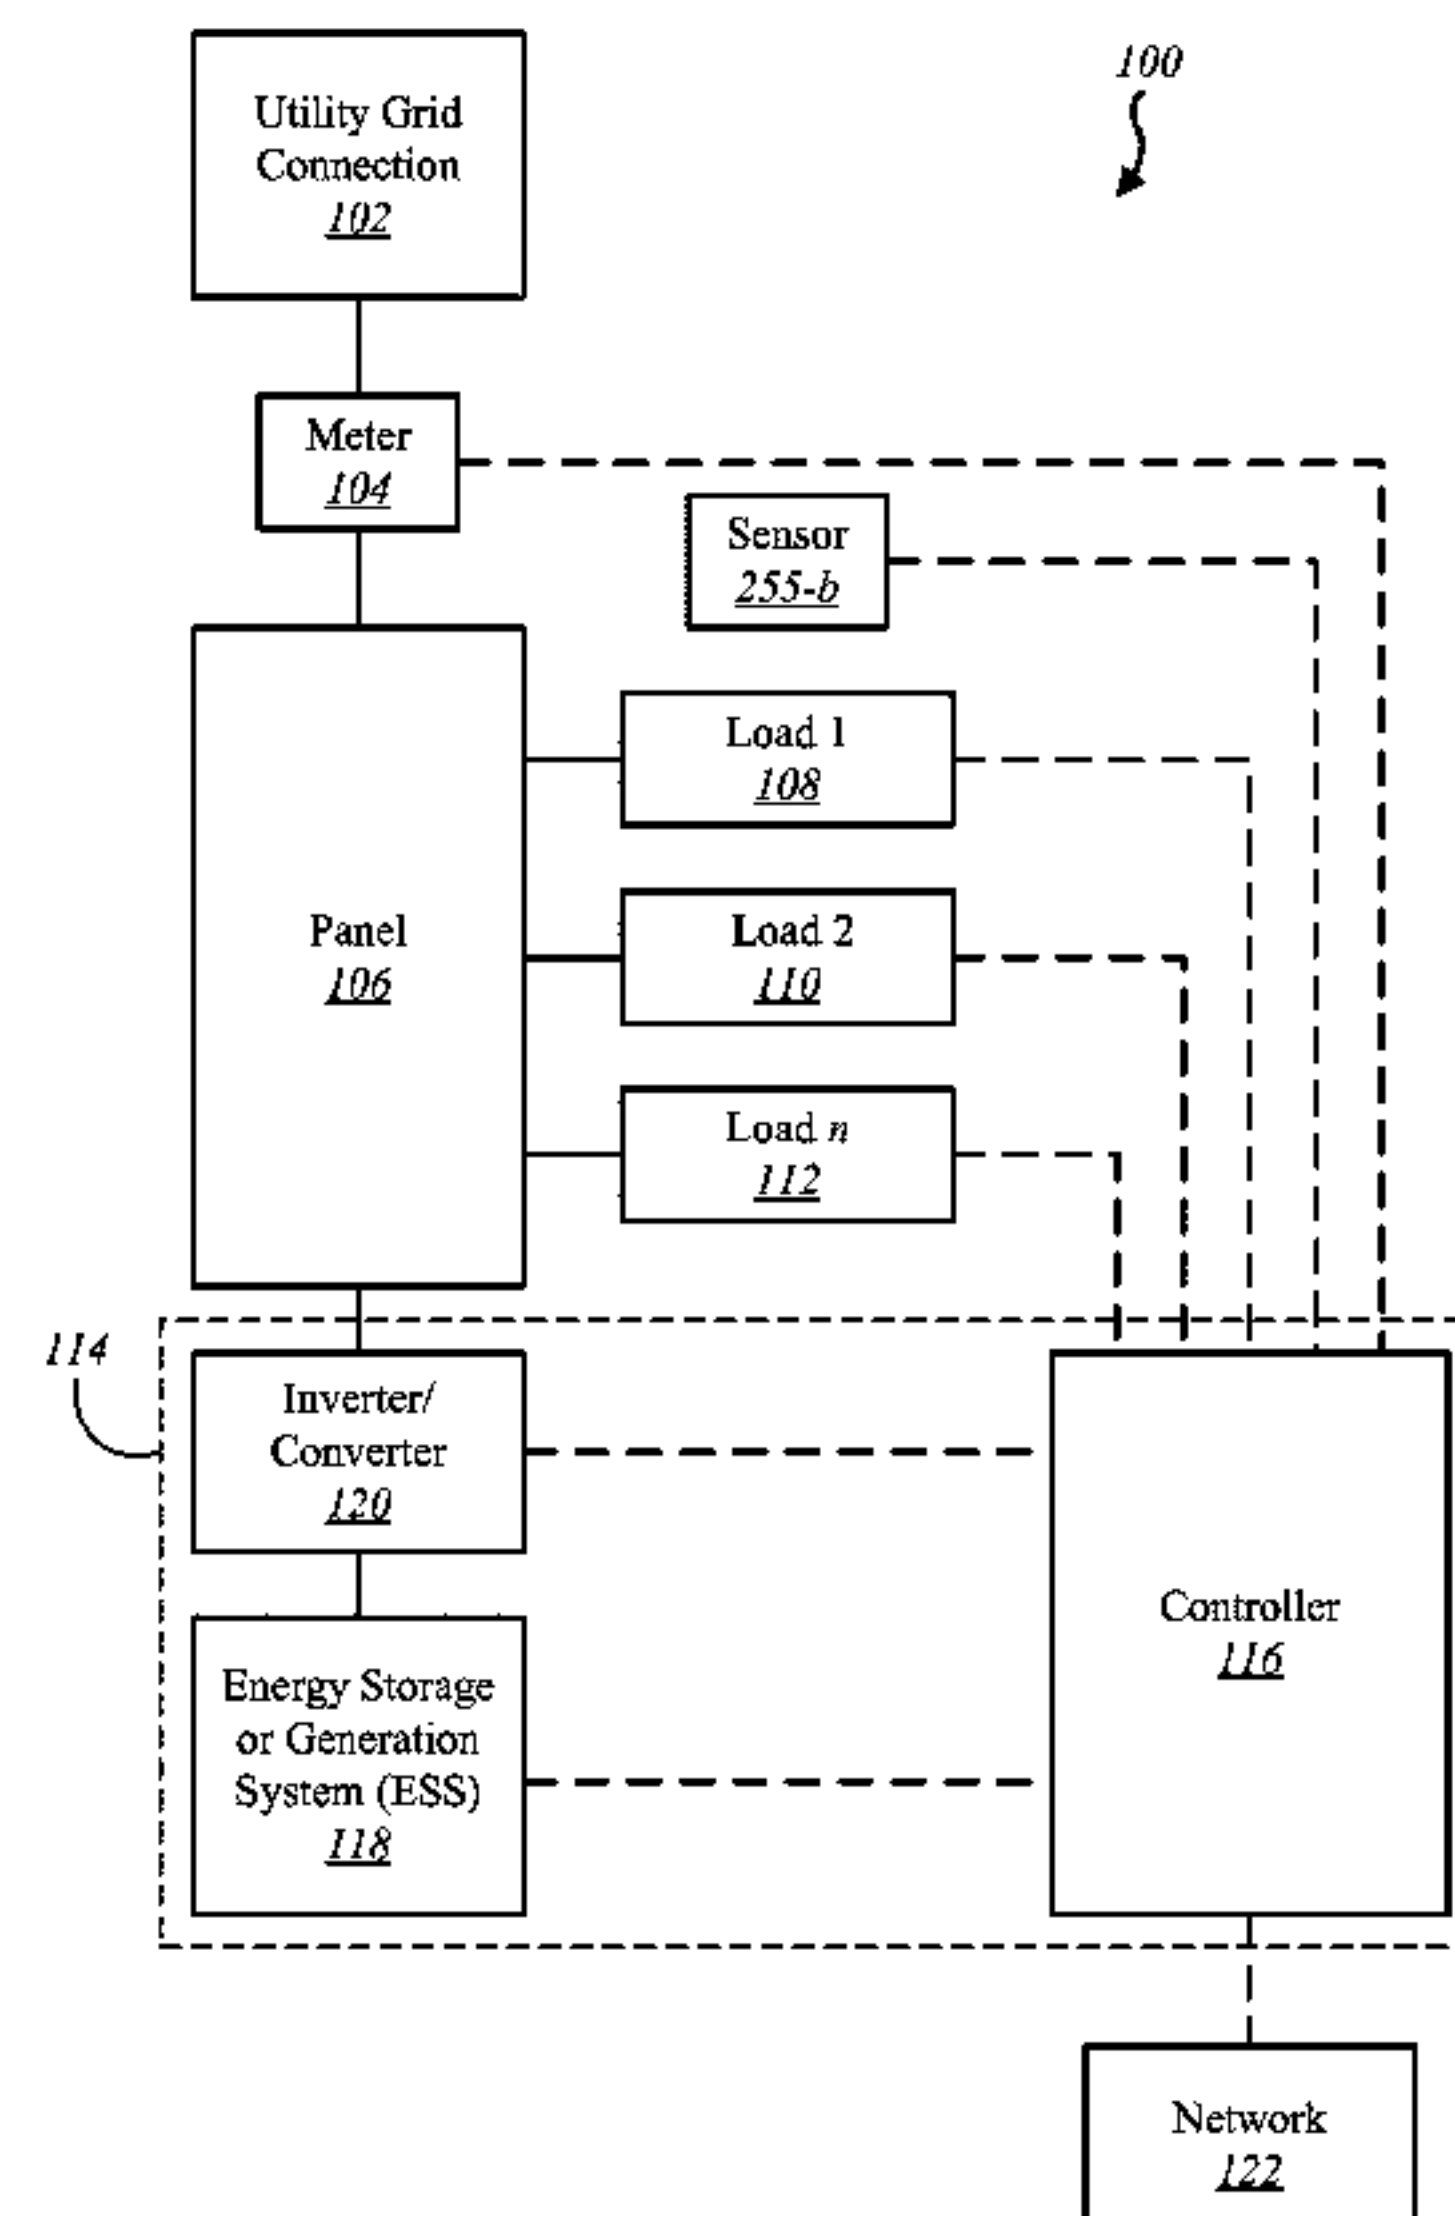 100
Utility Grid
Connection
102
Meter
104
Sensor
255-b
Load 1
108
Panel
106
Load 2
110
Load n
112
114
Inverter/
Converter
120
Controller
116
Energy Storage
or Generation
System (ESS)
118
Network
122